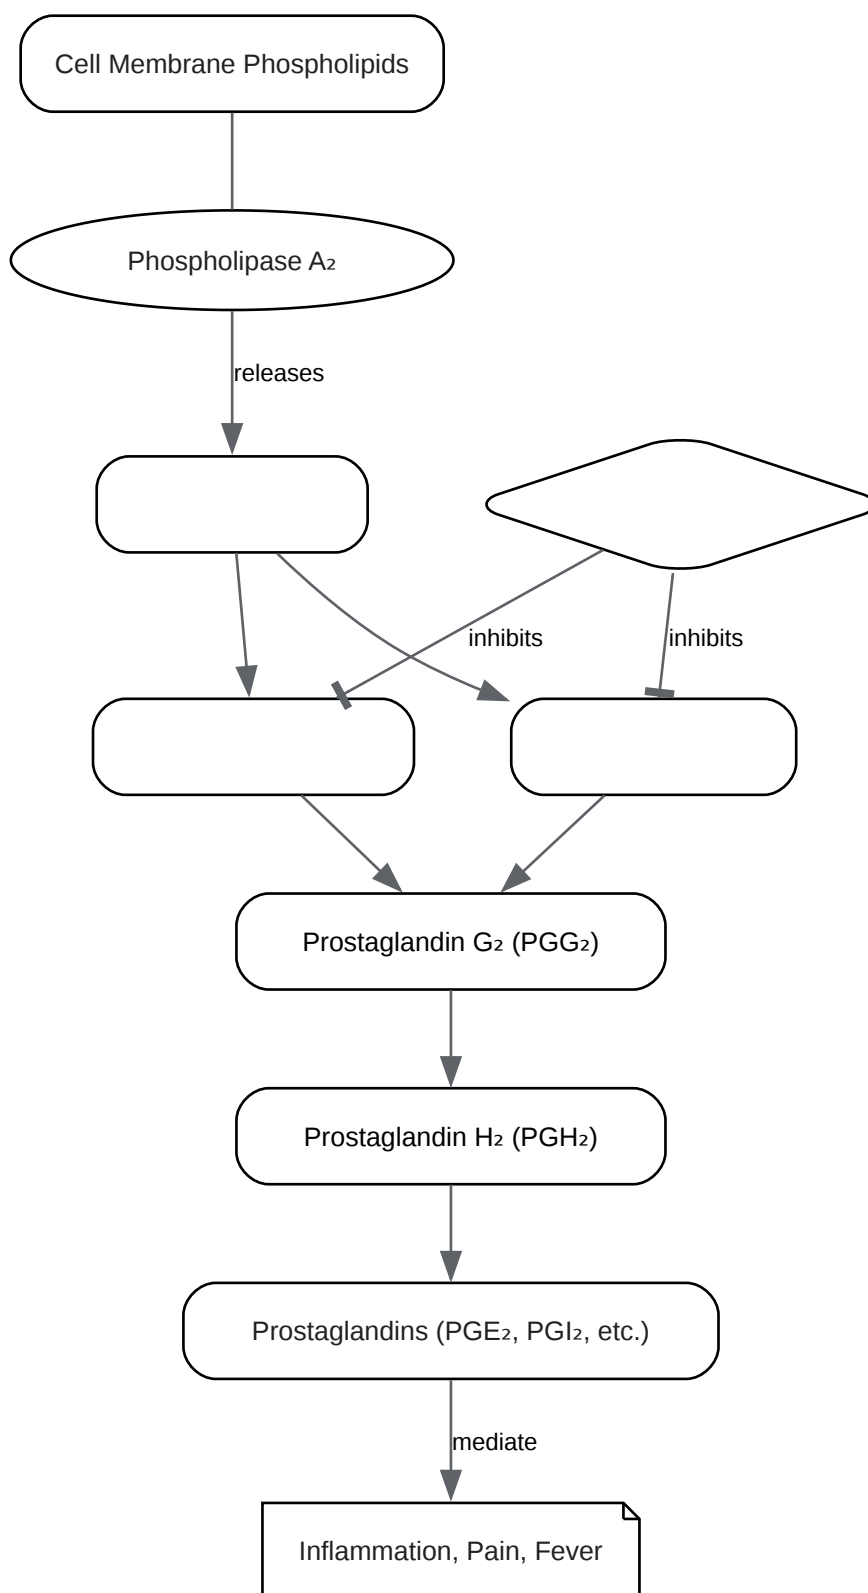 Cell Membrane Phospholipids
Phospholipase A₂
releases
inhibits
inhibits
Prostaglandin G₂ (PGG₂)
Prostaglandin H₂ (PGH₂)
Prostaglandins (PGE₂, PGI₂, etc.)
mediate
Inflammation, Pain, Fever